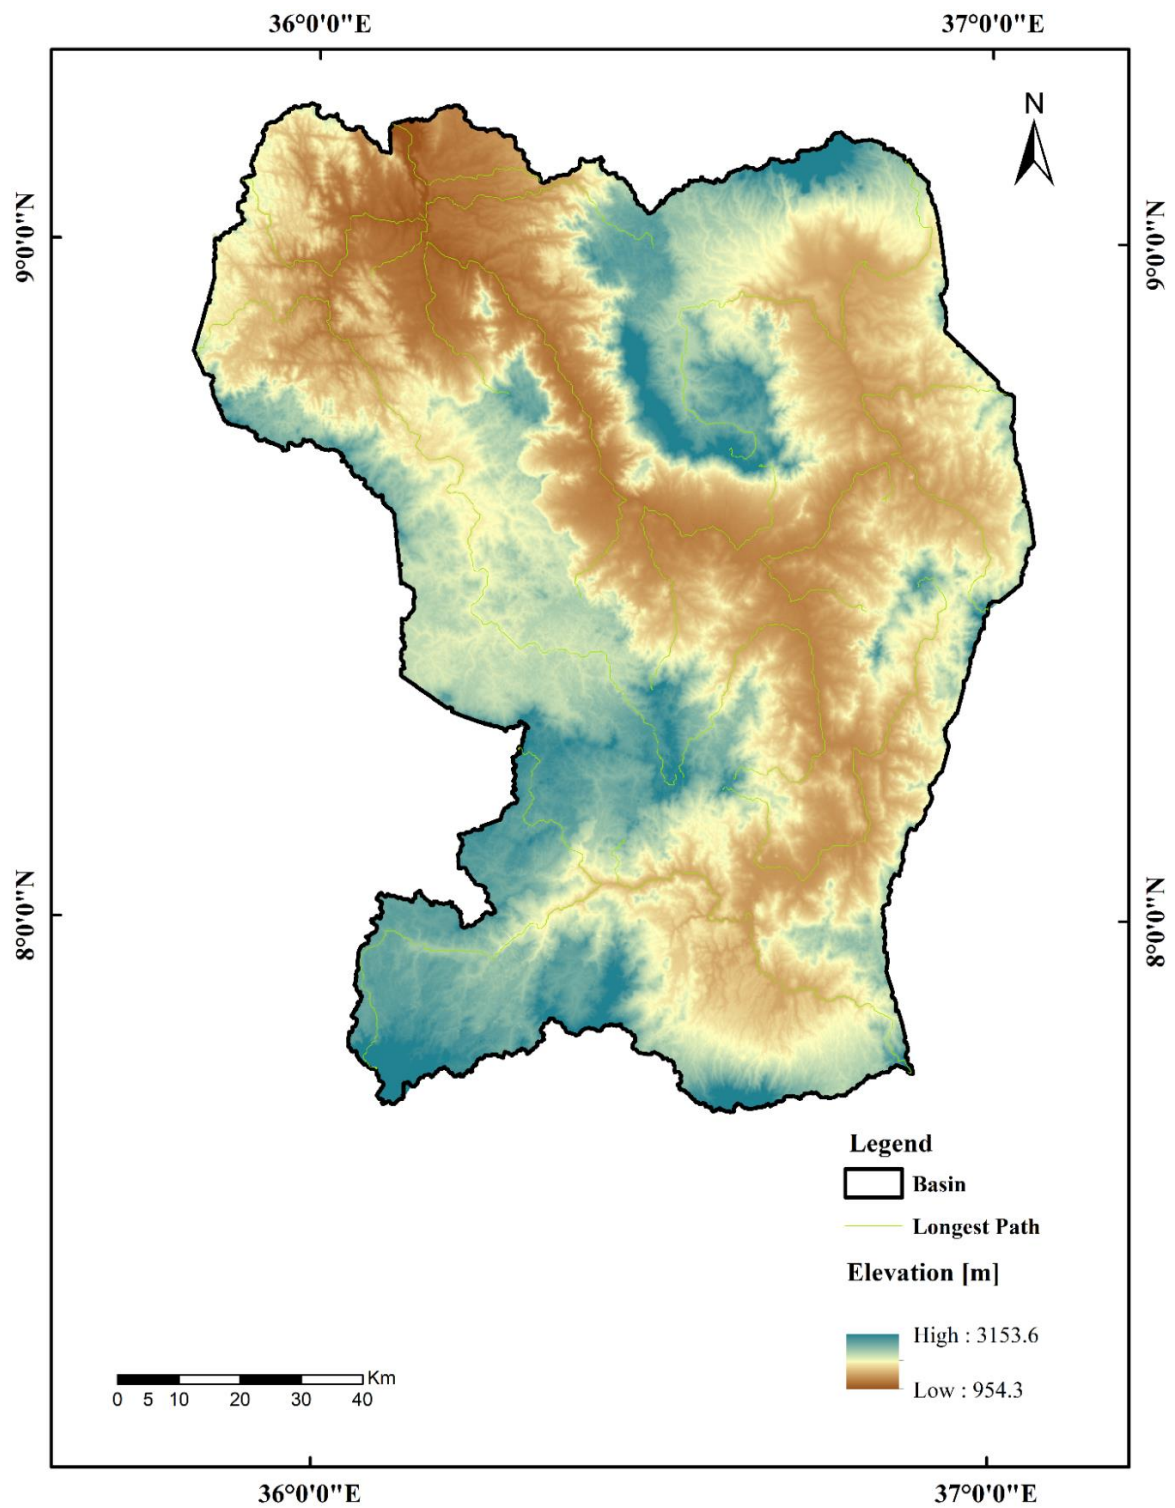 36°0'0"E
37°0'0"E
N
9°0'0"N
9°0'0"N
8°0'0"N
8°0'0"N
Legend
Basin
Longest Path
Elevation [m]
High : 3153.6
Low : 954.3
Km
0 5 10 20 30 40
36°0'0"E
37°0'0"E